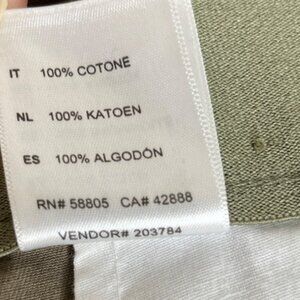 IT 100% COTONE
NL 100% KATOEN
ES 100% ALGODÓN
RN# 58805 CA# 42888
VENDOR# 203784